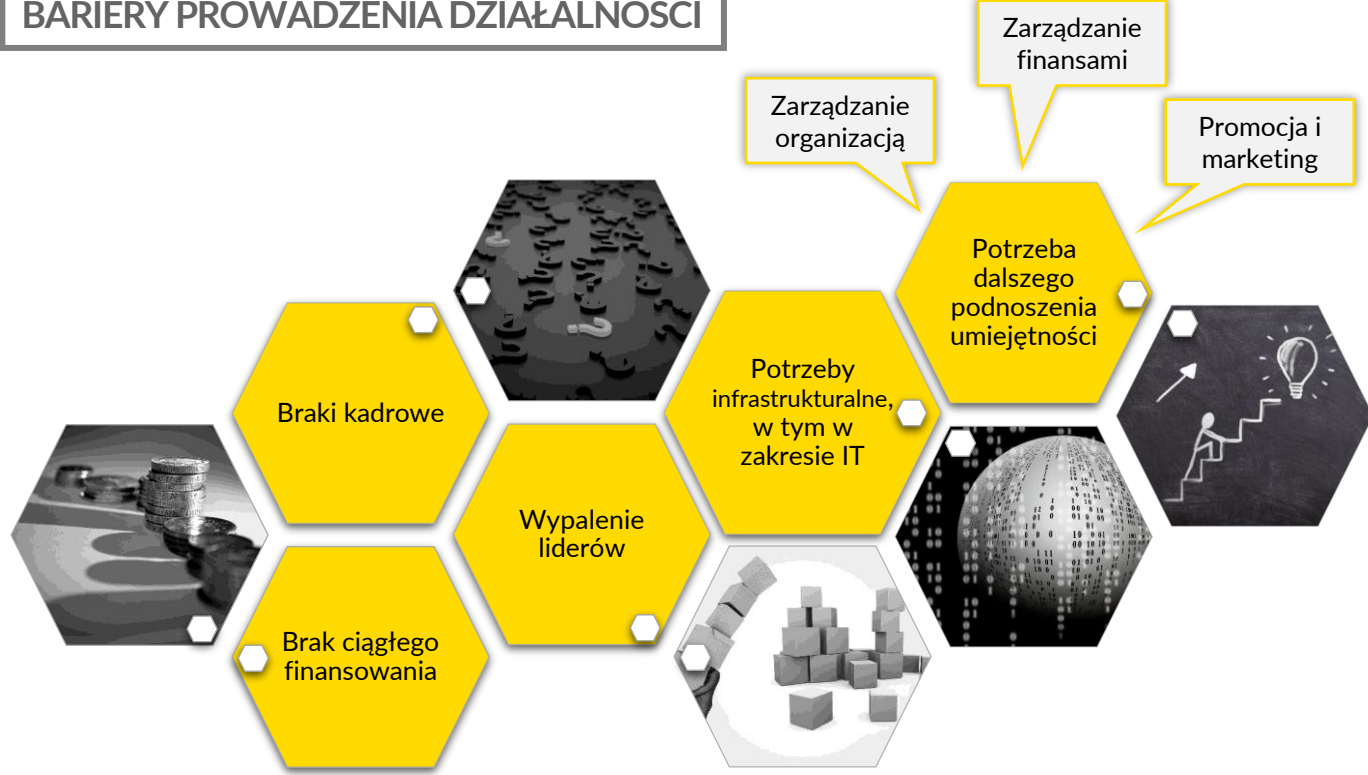 BARIERY PROWADZENIA DZIAŁALNOŚCI
Zarządzanie
finansami
Zarządzanie
organizacją
Promocja i
marketing
Potrzeba
dalszego
podnoszenia
umiejętności
Potrzeby
infrastrukturalne,
w tym w
zakresie IT
Braki kadrowe
Wypalenie
liderów
Brak ciągłego
finansowania